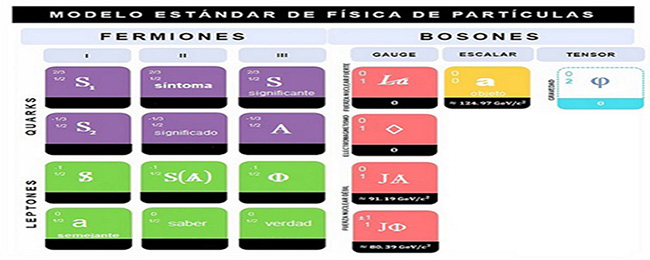 MODELO ESTÁNDAR DE FÍSICA DE PARTÍCULAS
FERMIONES BOSONES
I II III GAUGE ESCALAR TENSOR
QUARKS
2/3 1/2 S₁
2/3 1/2 síntoma
2/3 1/2 S significante
-1/3 1/2 S₂
-1/3 1/2 significado
-1/3 1/2 A
LEPTONES
-1 1/2 $
-1 1/2 S(Ⱥ)
-1 1/2 Φ
0 1/2 a semejante
0 1/2 saber
0 1/2 verdad
FUERZA NUCLEAR FUERTE
0 1 La 0
ELECTROMAGNETISMO
0 1 ◇ 0
FUERZA NUCLEAR DÉBIL
0 1 JA ≈ 91.19 GeV/c²
±1 1 JΦ ≈ 80.39 GeV/c²
0 0 a objeto ≈ 124.97 GeV/c²
GRAVITÓN
0 2 φ 0